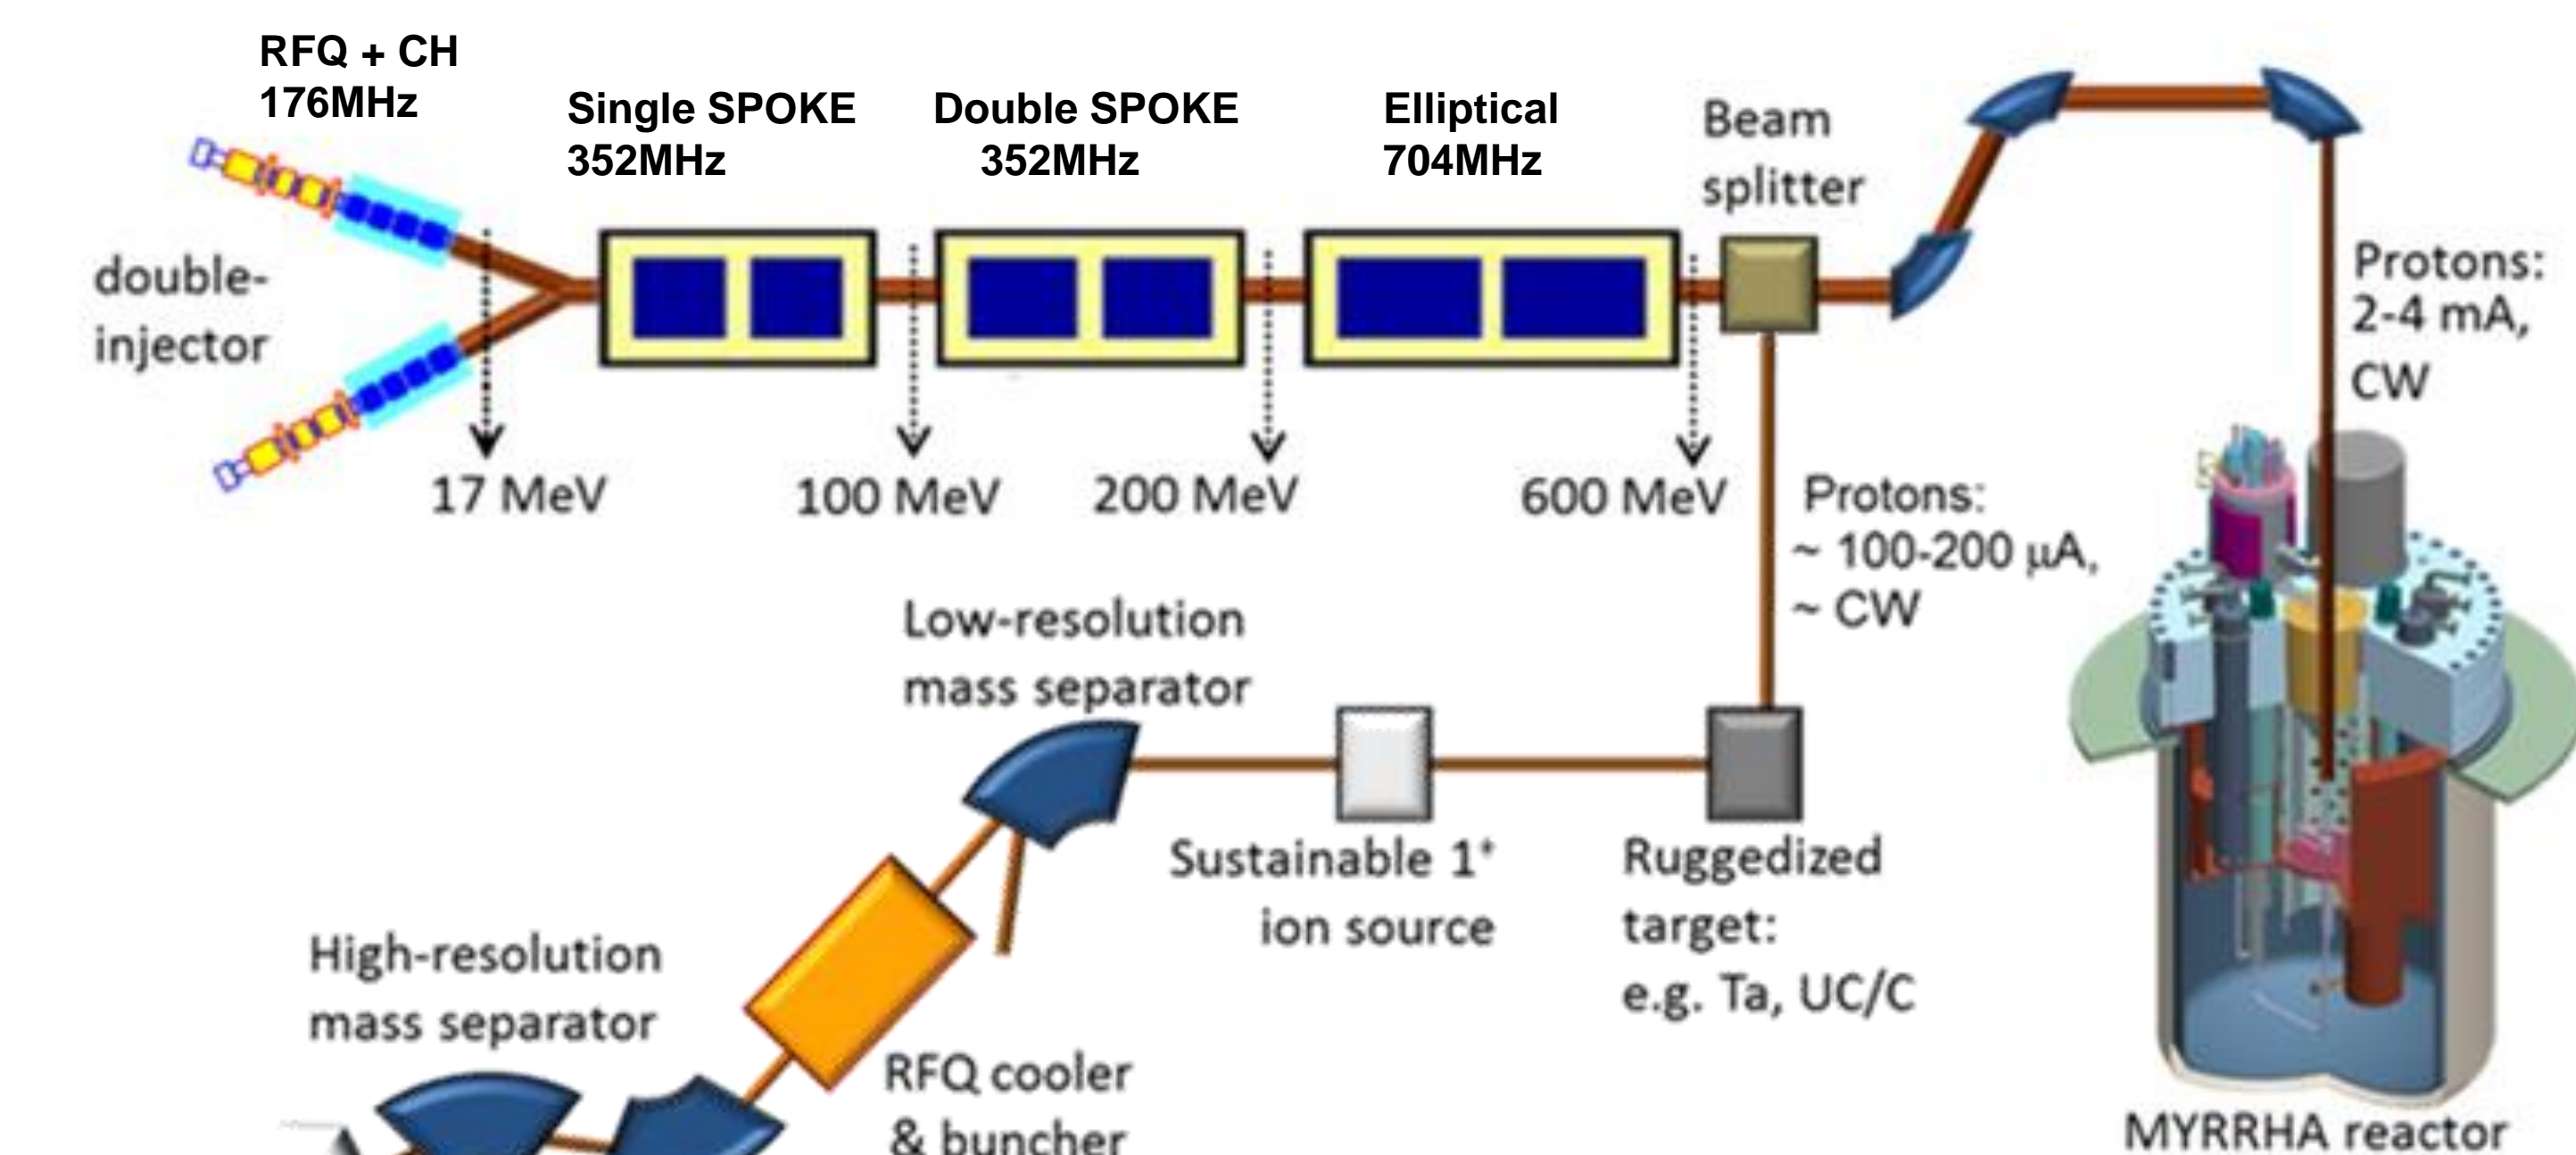 RFQ + CH
176MHz
Single SPOKE
352MHz
Double SPOKE
352MHz
Elliptical
704MHz
Beam
splitter
double-
injector
Protons:
2-4 mA,
CW
17 MeV
100 MeV
200 MeV
600 MeV
Protons:
~ 100-200 µA,
~ CW
Low-resolution
mass separator
Sustainable 1⁺
ion source
Ruggedized
target:
e.g. Ta, UC/C
High-resolution
mass separator
RFQ cooler
& buncher
MYRRHA reactor